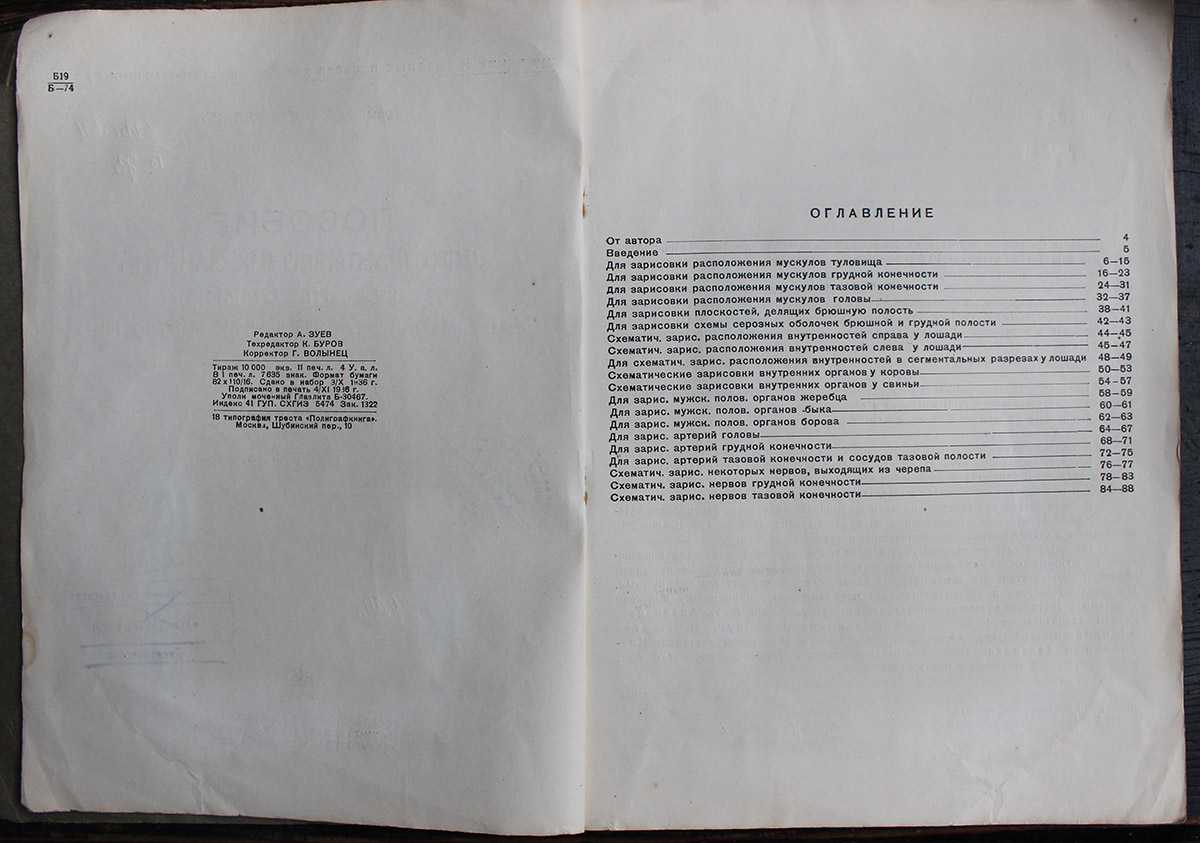 Б19
Б—74
Редактор А. ЗУЕВ
Техредактор К. БУРОВ
Корректор Г. ВОЛЫНЕЦ
Тираж 10 000 экз. 11 печ. л. 4 У. а. л.
В 1 печ. л. 7635 знак. Формат бумаги
82×110/16. Сдано в набор 3/X 1936 г.
Подписано в печать 4/XI 1936 г.
Уполномоченный Главлита Б-30467.
Индекс 41 ГУП. СХГИЗ 5474 Зак. 1322
18 типография треста «Полиграфкнига».
Москва, Шубинский пер., 10
ПОСОБИЕ
ОГЛАВЛЕНИЕ
От автора 4
Введение 5
Для зарисовки расположения мускулов туловища 6—15
Для зарисовки расположения мускулов грудной конечности 16—23
Для зарисовки расположения мускулов тазовой конечности 24—31
Для зарисовки расположения мускулов головы 32—37
Для зарисовки плоскостей, делящих брюшную полость 38—41
Для зарисовки схемы серозных оболочек брюшной и грудной полости 42—43
Схематич. зарис. расположения внутренностей справа у лошади 44—45
Схематич. зарис. расположения внутренностей слева у лошади 45—47
Для схематич. зарис. расположения внутренностей в сегментальных разрезах у лошади 48—49
Схематические зарисовки внутренних органов у коровы 50—53
Схематические зарисовки внутренних органов у свиньи 54-57
Для зарис. мужск. полов. органов жеребца 58—59
Для зарис. мужск. полов. органов быка 60—61
Для зарис. мужск. полов. органов борова 62—63
Для зарис. артерий головы 64—67
Для зарис. артерий грудной конечности 68—71
Для зарис. артерий тазовой конечности и сосудов тазовой полости 72—75
Схематич. зарис. некоторых нервов, выходящих из черепа 76—77
Схематич. зарис. нервов грудной конечности 78—83
Схематич. зарис. нервов тазовой конечности 84—88